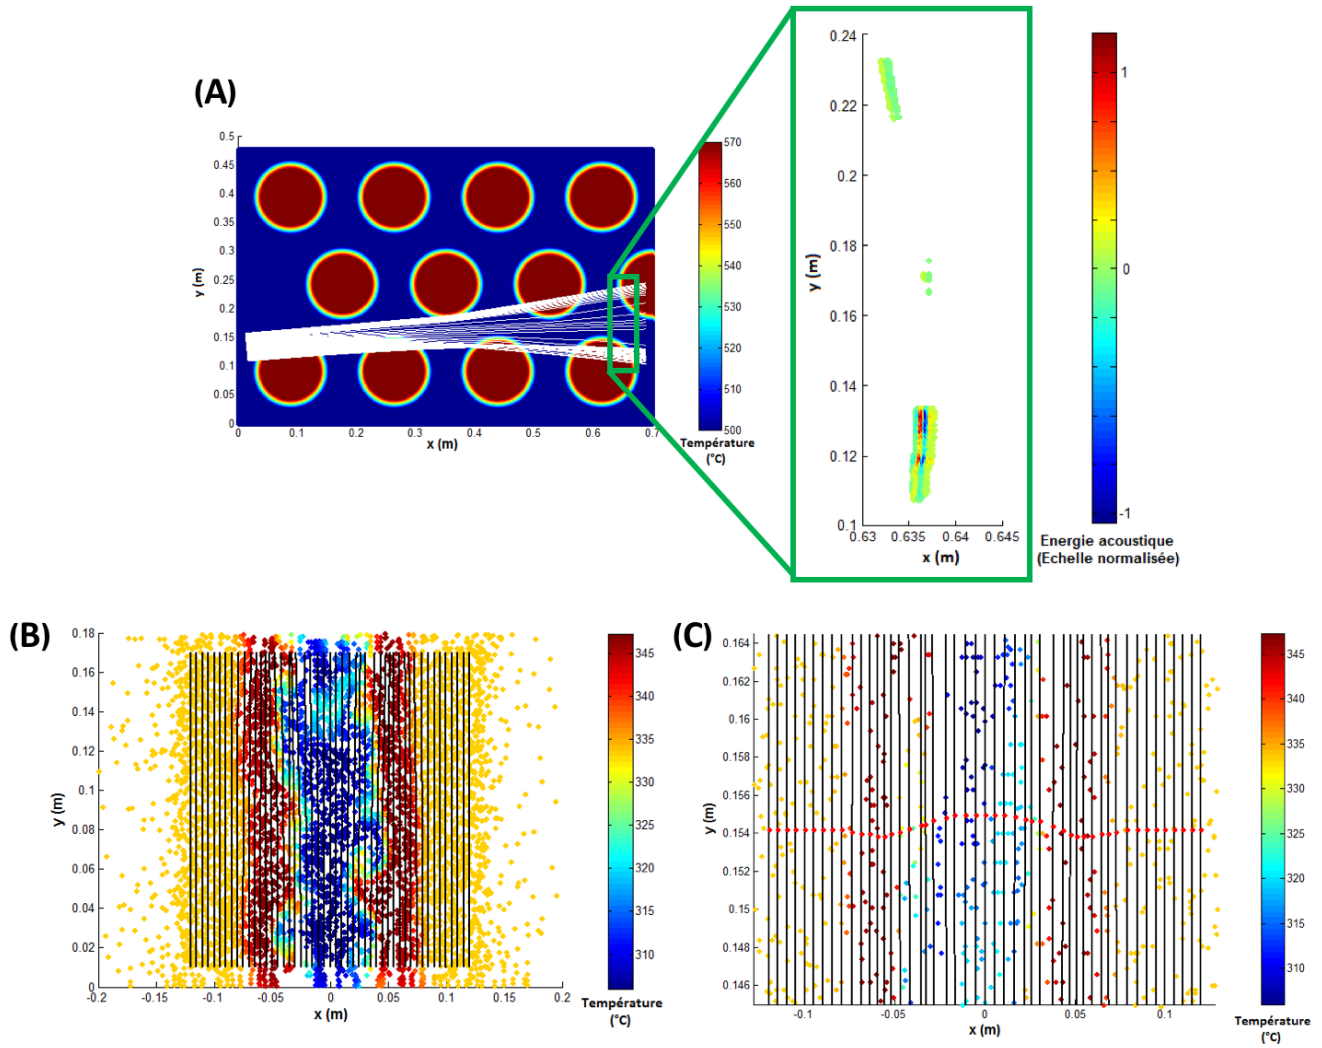 (A)
0.5
0.45
0.4
0.35
0.3
0.25
0.2
0.15
0.1
0.05
0
y (m)
0 0.1 0.2 0.3 0.4 0.5 0.6 0.7
x (m)
570
560
550
540
530
520
510
500
Température
(°C)
0.24
0.22
0.2
0.18
0.16
0.14
0.12
0.1
y (m)
0.63 0.635 0.64 0.645
x (m)
1
0
-1
Energie acoustique
(Echelle normalisée)
(B)
0.18
0.16
0.14
0.12
0.1
0.08
0.06
0.04
0.02
0
y (m)
-0.2 -0.15 -0.1 -0.05 0 0.05 0.1 0.15 0.2
x (m)
345
340
335
330
325
320
315
310
Température
(°C)
(C)
0.164
0.162
0.16
0.158
0.156
0.154
0.152
0.15
0.148
0.146
y (m)
-0.1 -0.05 0 0.05 0.1
x (m)
345
340
335
330
325
320
315
310
Température
(°C)